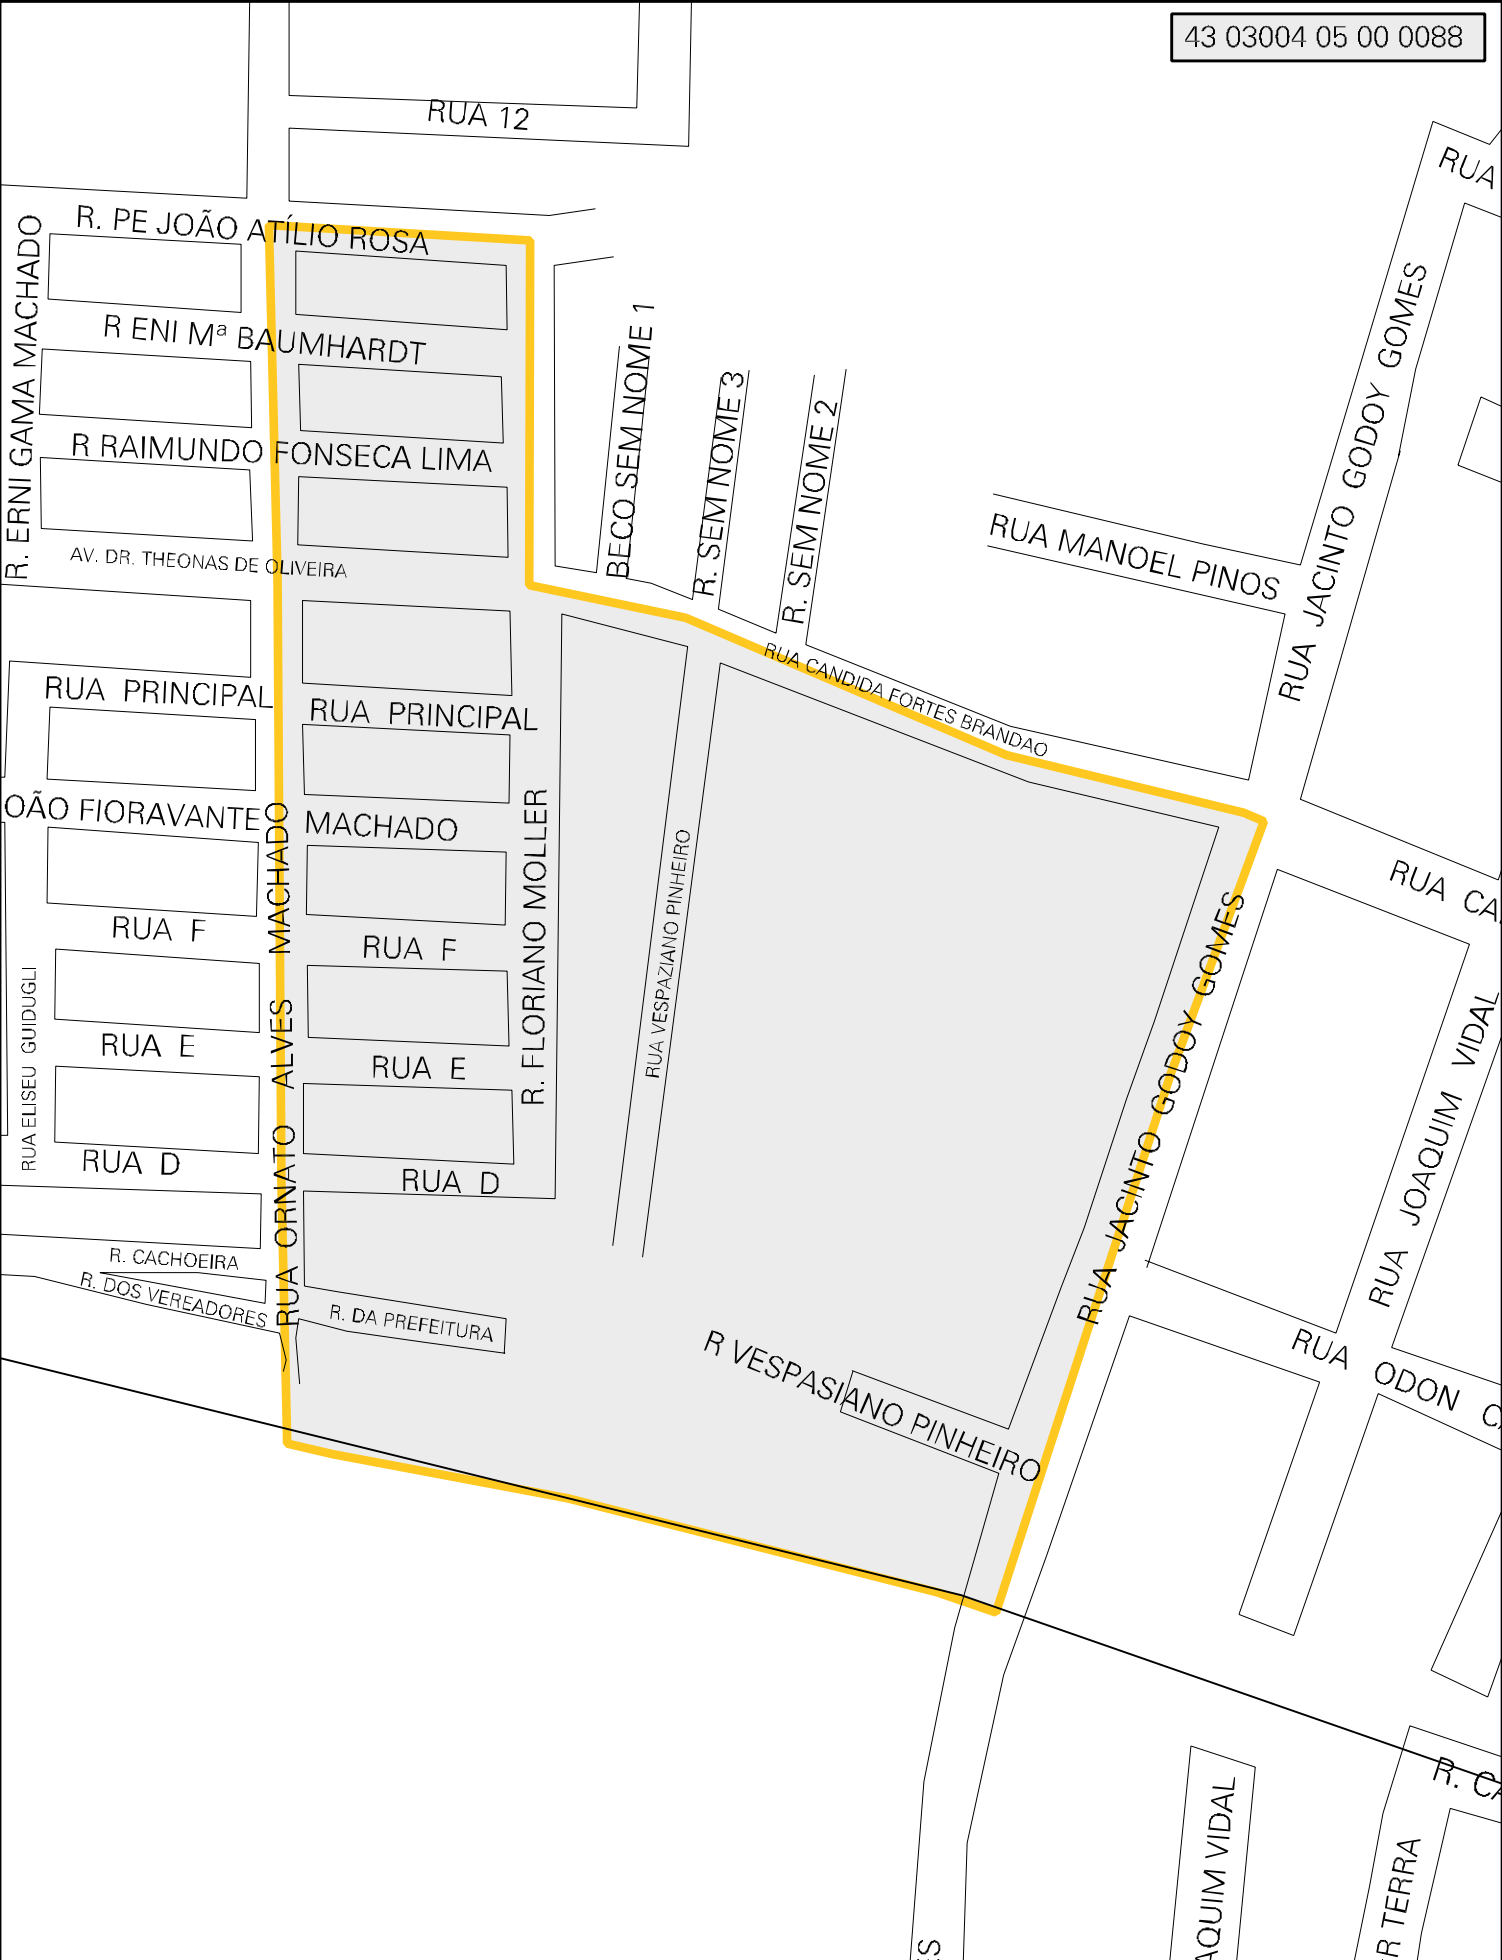 43 03004 05 00 0088
RUA 12
RUA
R. PE JOÃO ATÍLIO ROSA
R. ERNI GAMA MACHADO
R ENI Mª BAUMHARDT
R RAIMUNDO FONSECA LIMA
AV. DR. THEONAS DE OLIVEIRA
BECO SEM NOME 1
R. SEM NOME 3
R. SEM NOME 2
RUA MANOEL PINOS
RUA JACINTO GODOY GOMES
RUA CANDIDA FORTES BRANDAO
RUA PRINCIPAL
RUA PRINCIPAL
OÃO FIORAVANTE
MACHADO
RUA ORNATO ALVES MACHADO
R. FLORIANO MOLLER
RUA VESPAZIANO PINHEIRO
RUA CA
RUA F
RUA F
RUA ELISEU GUIDUGLI
RUA E
RUA E
RUA JACINTO GODOY GOMES
RUA JOAQUIM VIDAL
RUA D
RUA D
R. CACHOEIRA
R. DOS VEREADORES
R. DA PREFEITURA
R VESPASIANO PINHEIRO
RUA ODON C
R. CA
AQUIM VIDAL
R TERRA
ES